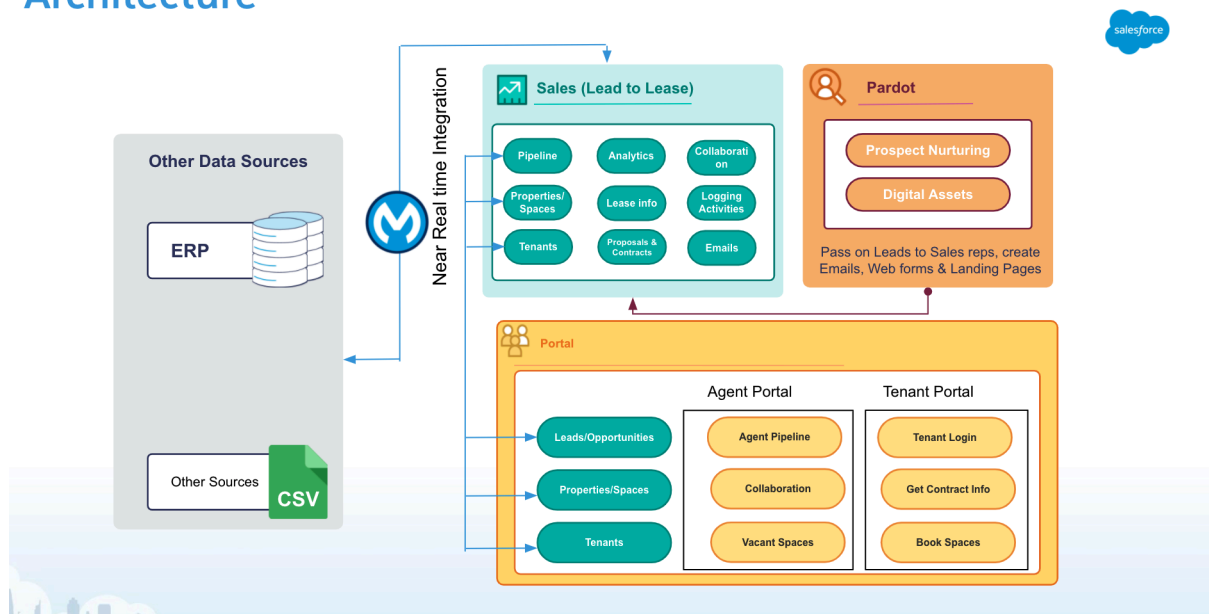 Architecture
salesforce
Other Data Sources
ERP
Other Sources
CSV
Near Real time Integration
Sales (Lead to Lease)
Pipeline
Analytics
Collaborati
on
Properties/
Spaces
Lease info
Logging
Activities
Tenants
Proposals &
Contracts
Emails
Pardot
Prospect Nurturing
Digital Assets
Pass on Leads to Sales reps, create
Emails, Web forms & Landing Pages
Portal
Agent Portal
Tenant Portal
Leads/Opportunities
Agent Pipeline
Tenant Login
Properties/Spaces
Collaboration
Get Contract Info
Tenants
Vacant Spaces
Book Spaces